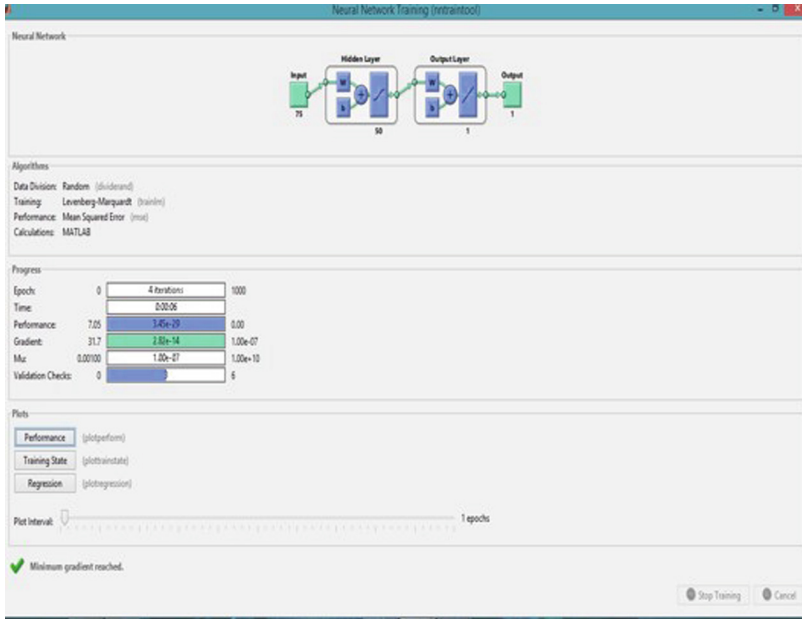 Neural Network Training (nntraintool)
Neural Network
Hidden Layer
Output Layer
Input
Output
W
b
+
W
b
+
75
50
1
1
Algorithms
Data Division: Random (dividerand)
Training: Levenberg-Marquardt (trainlm)
Performance: Mean Squared Error (mse)
Calculations: MATLAB
Progress
Epoch: 0 4 iterations 1000
Time: 0:00:06
Performance: 7.05 3.45e-29 0.00
Gradient: 31.7 1.00e-07
Mu: 0.00100 1.00e-07 1.00e+10
Validation Checks: 0 6
Plots
Performance (plotperform)
Training State (plottrainstate)
Regression (plotregression)
Plot Interval: 1 epochs
Minimum gradient reached.
Stop Training Cancel